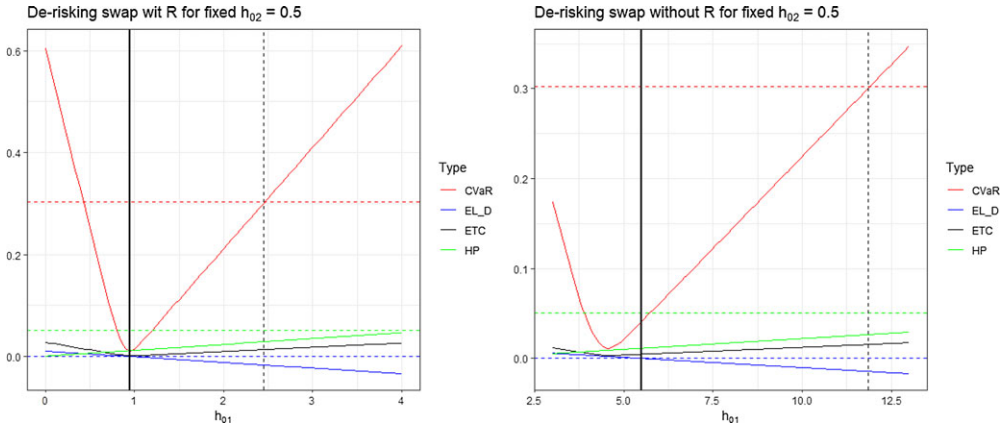 De-risking swap wit R for fixed h02 = 0.5
0.6
0.4
0.2
0.0
0
1
2
3
4
h01
Type
CVaR
EL_D
ETC
HP
De-risking swap without R for fixed h02 = 0.5
0.3
0.2
0.1
0.0
2.5
5.0
7.5
10.0
12.5
h01
Type
CVaR
EL_D
ETC
HP